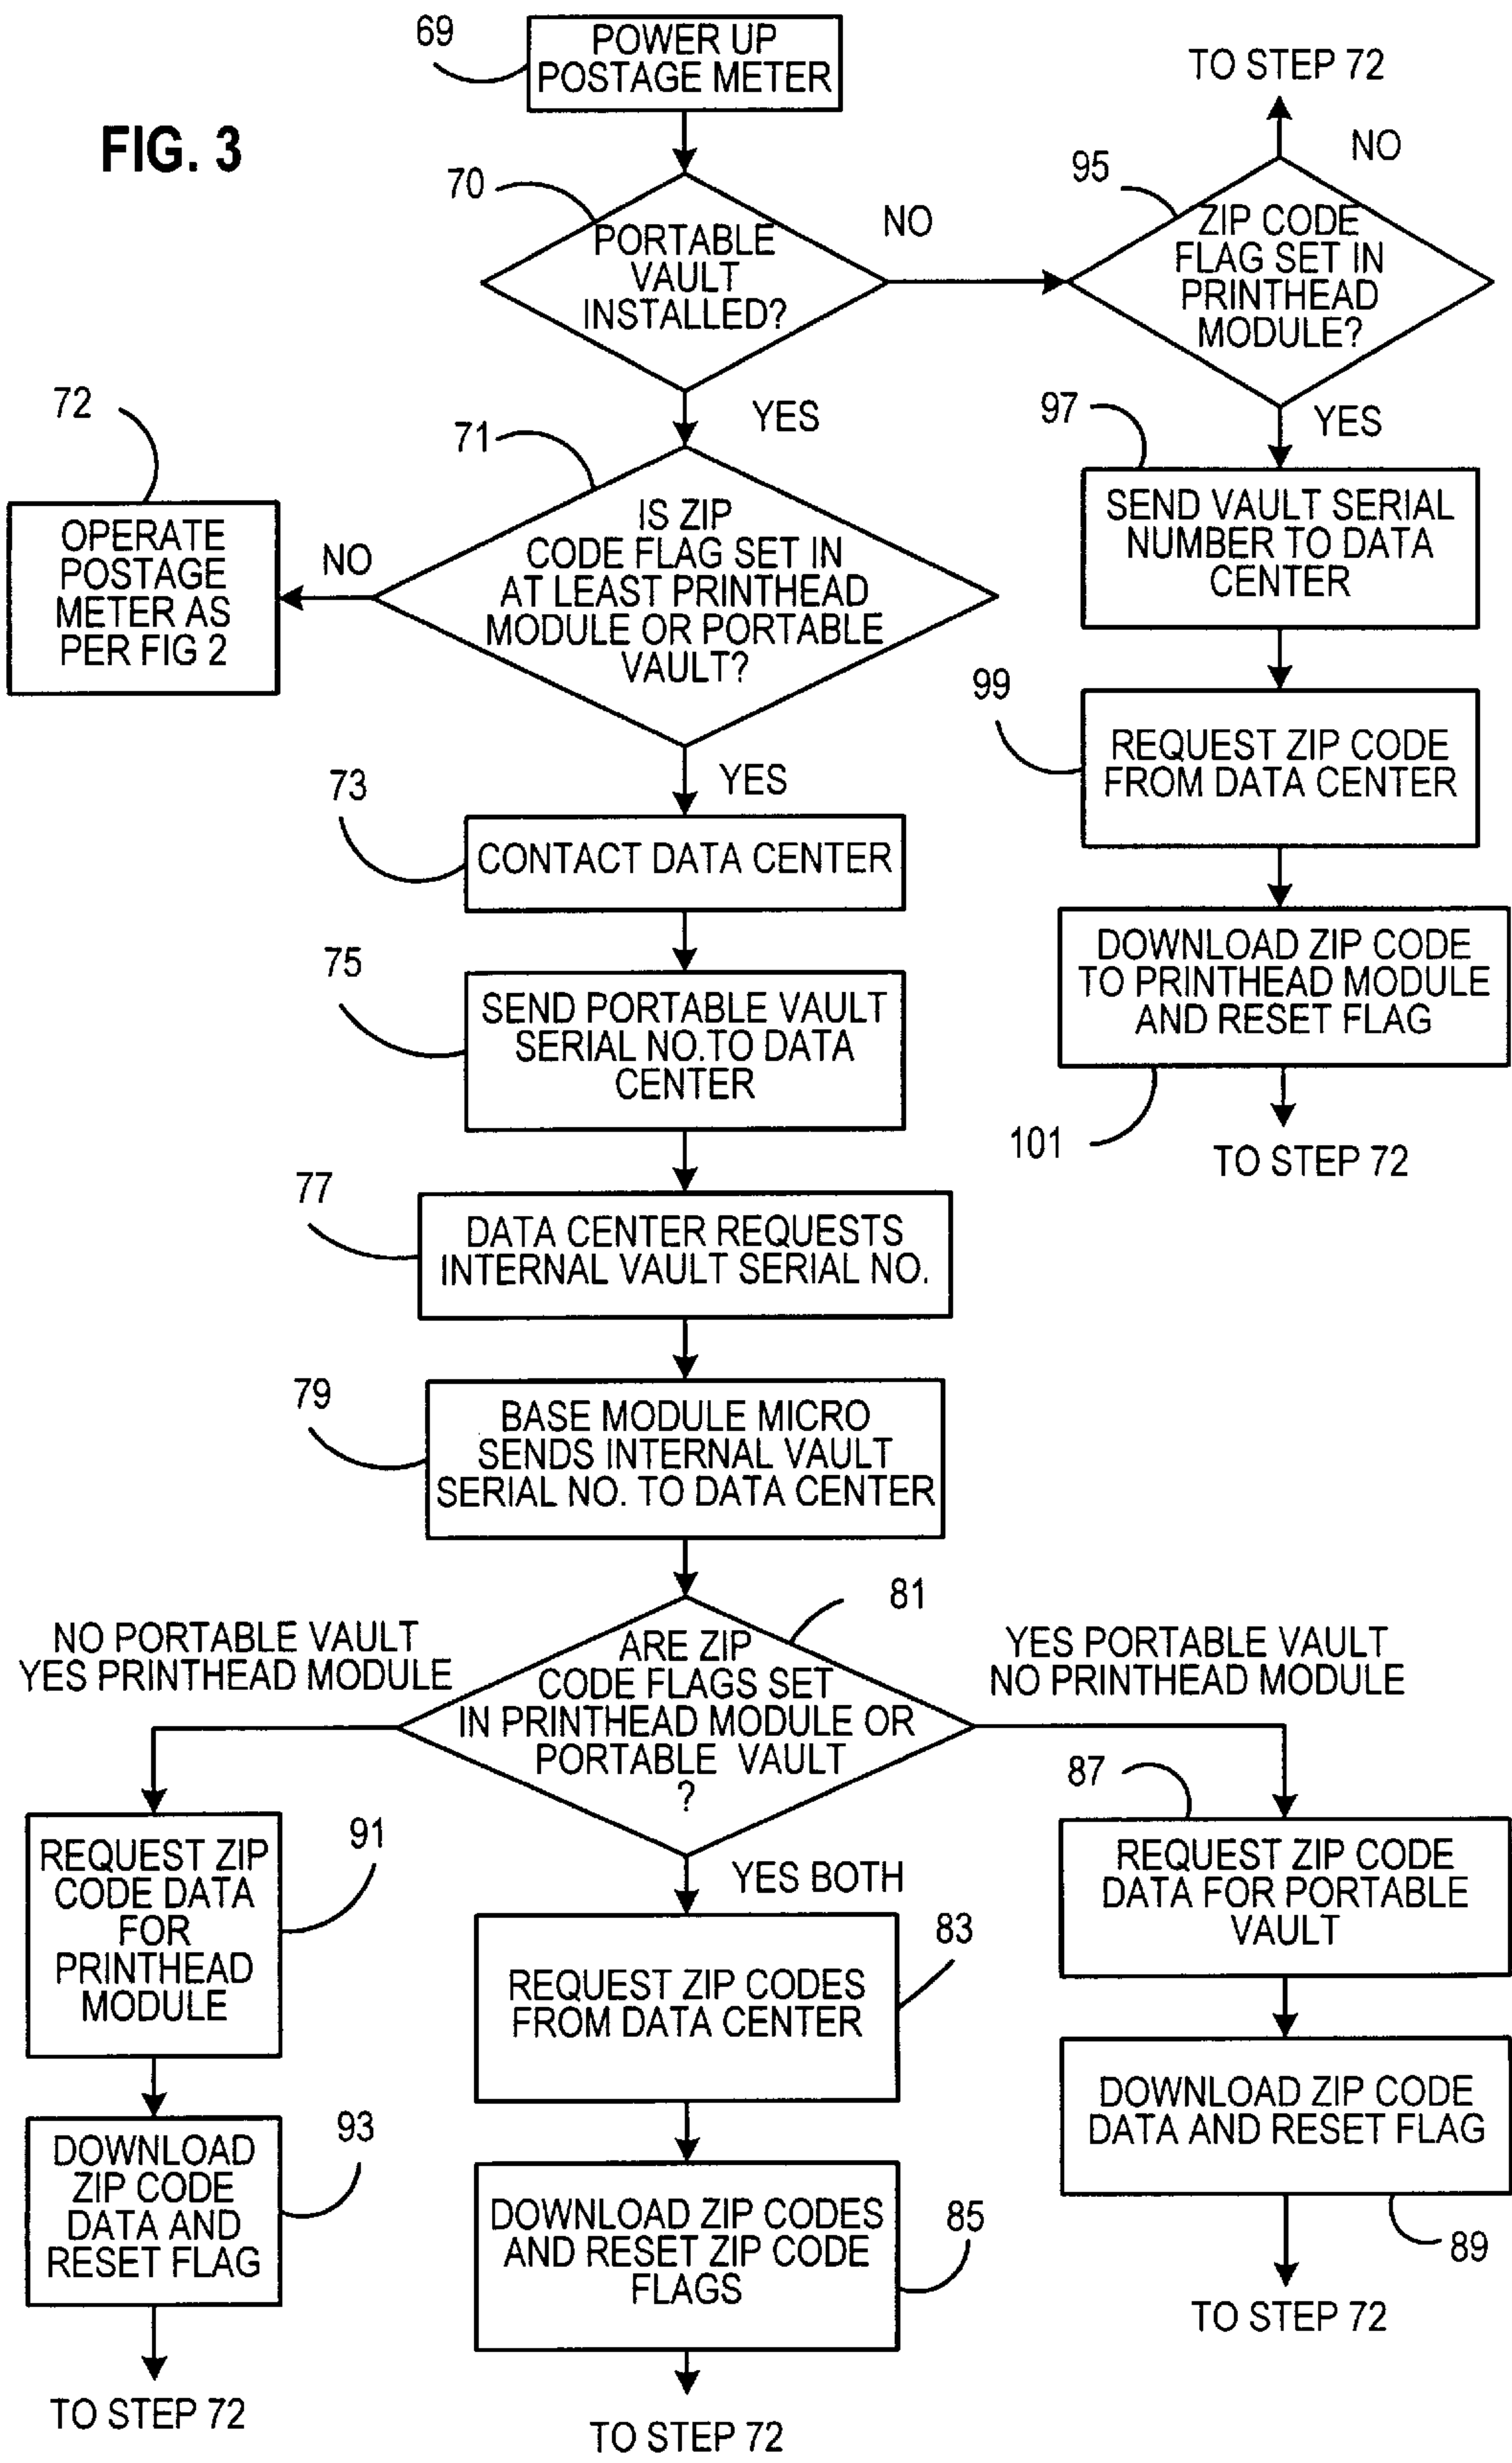 FIG. 3
69
POWER UP
POSTAGE METER
TO STEP 72
70
PORTABLE
VAULT
INSTALLED?
NO
95
NO
ZIP CODE
FLAG SET IN
PRINTHEAD
MODULE?
YES
YES
72
OPERATE
POSTAGE
METER AS
PER FIG 2
NO
71
IS ZIP
CODE FLAG SET IN
AT LEAST PRINTHEAD
MODULE OR PORTABLE
VAULT?
YES
97
SEND VAULT SERIAL
NUMBER TO DATA
CENTER
99
REQUEST ZIP CODE
FROM DATA CENTER
DOWNLOAD ZIP CODE
TO PRINTHEAD MODULE
AND RESET FLAG
101
TO STEP 72
73
CONTACT DATA CENTER
75
SEND PORTABLE VAULT
SERIAL NO.TO DATA
CENTER
77
DATA CENTER REQUESTS
INTERNAL VAULT SERIAL NO.
79
BASE MODULE MICRO
SENDS INTERNAL VAULT
SERIAL NO. TO DATA CENTER
81
ARE ZIP
CODE FLAGS SET
IN PRINTHEAD MODULE OR
PORTABLE VAULT
?
NO PORTABLE VAULT
YES PRINTHEAD MODULE
YES PORTABLE VAULT
NO PRINTHEAD MODULE
YES BOTH
91
REQUEST ZIP
CODE DATA
FOR
PRINTHEAD
MODULE
93
DOWNLOAD
ZIP CODE
DATA AND
RESET FLAG
TO STEP 72
83
REQUEST ZIP CODES
FROM DATA CENTER
DOWNLOAD ZIP CODES
AND RESET ZIP CODE
FLAGS
85
TO STEP 72
87
REQUEST ZIP CODE
DATA FOR PORTABLE
VAULT
DOWNLOAD ZIP CODE
DATA AND RESET FLAG
89
TO STEP 72